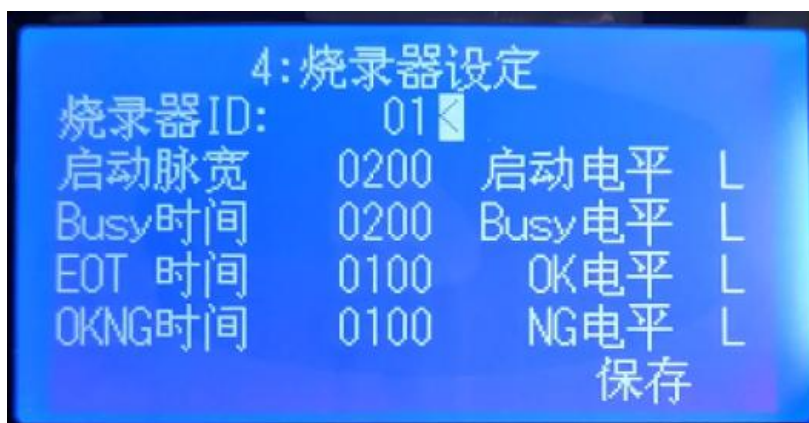 4:烧录器设定
烧录器ID: 01<
启动脉宽 0200 启动电平 L
Busy时间 0200 Busy电平 L
EOT 时间 0100 OK电平 L
OKNG时间 0100 NG电平 L
保存